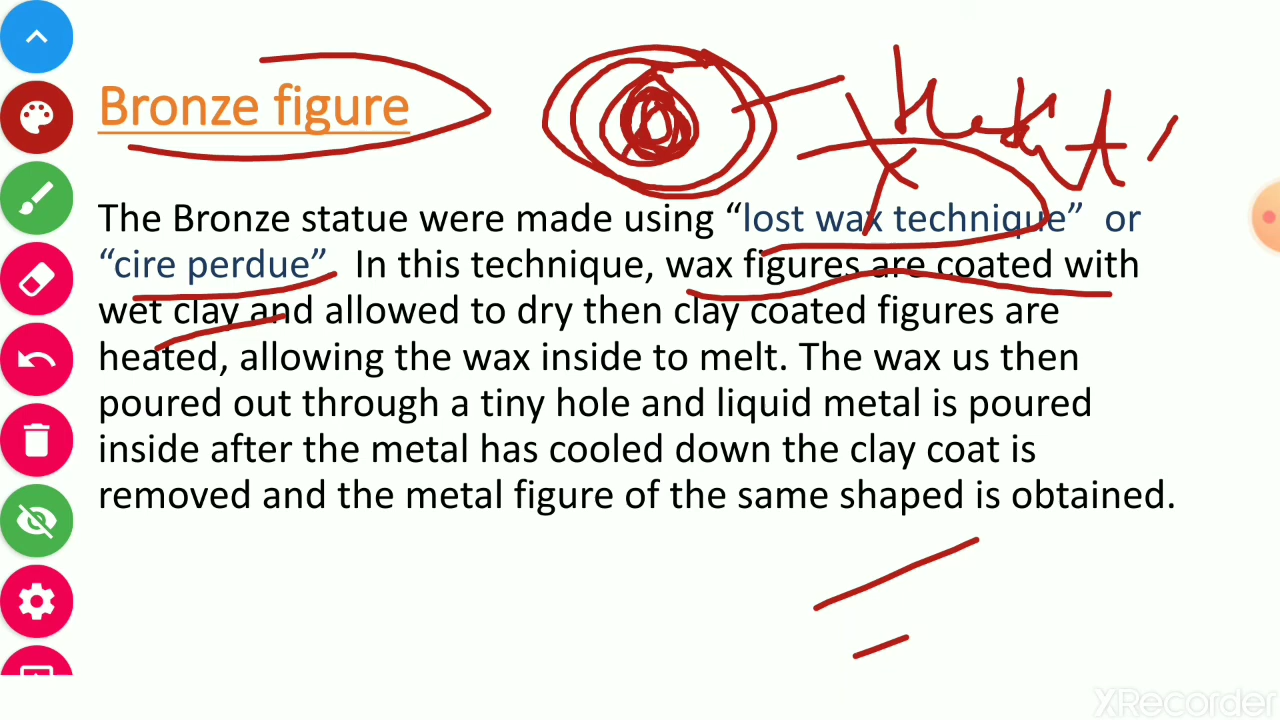 Bronze figure
The Bronze statue were made using “lost wax technique” or
“cire perdue”. In this technique, wax figures are coated with
wet clay and allowed to dry then clay coated figures are
heated, allowing the wax inside to melt. The wax us then
poured out through a tiny hole and liquid metal is poured
inside after the metal has cooled down the clay coat is
removed and the metal figure of the same shaped is obtained.
XRecorder